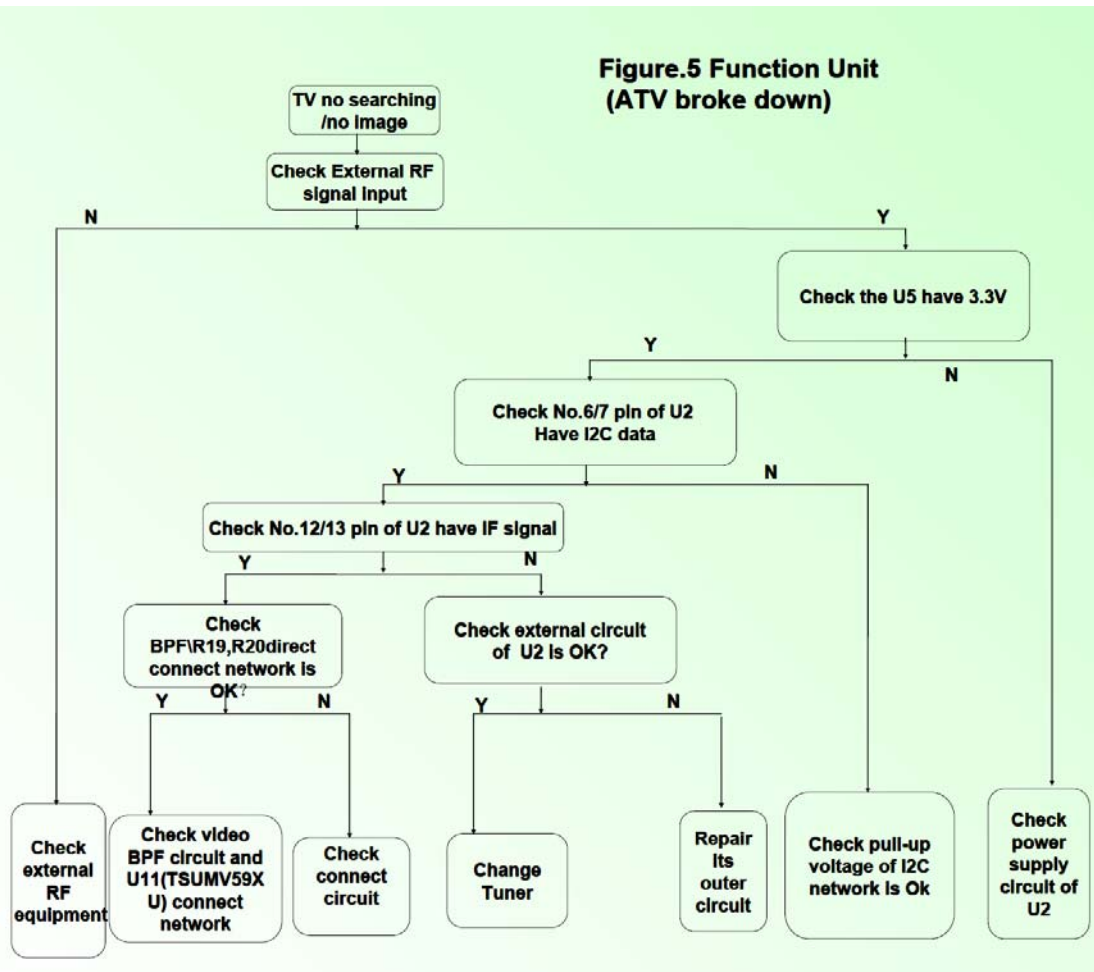 Figure.5 Function Unit
(ATV broke down)
TV no searching
/no image
Check External RF
signal input
N
Y
Check the U5 have 3.3V
Y
N
Check No.6/7 pin of U2
Have I2C data
Y
N
Check No.12/13 pin of U2 have IF signal
Y
N
Check
BPF\R19,R20direct
connect network is
OK?
Check external circuit
of U2 is OK?
Y
N
Y
N
Check
external
RF
equipment
Check video
BPF circuit and
U11(TSUMV59X
U) connect
network
Check
connect
circuit
Change
Tuner
Repair
its
outer
circuit
Check pull-up
voltage of I2C
network is Ok
Check
power
supply
circuit of
U2